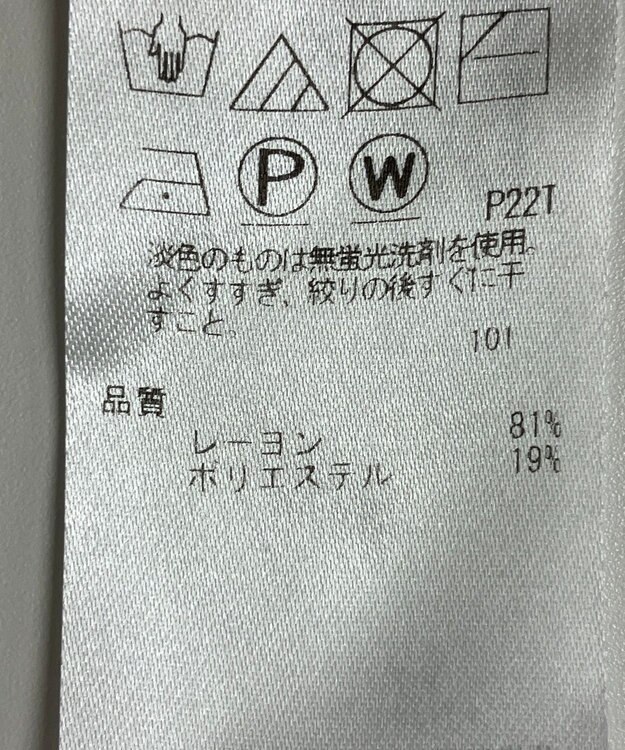 P W
P22T
淡色のものは無蛍光洗剤を使用。
よくすすぎ、絞りの後すぐに干
すこと。
101
品質
レーヨン 81%
ポリエステル 19%